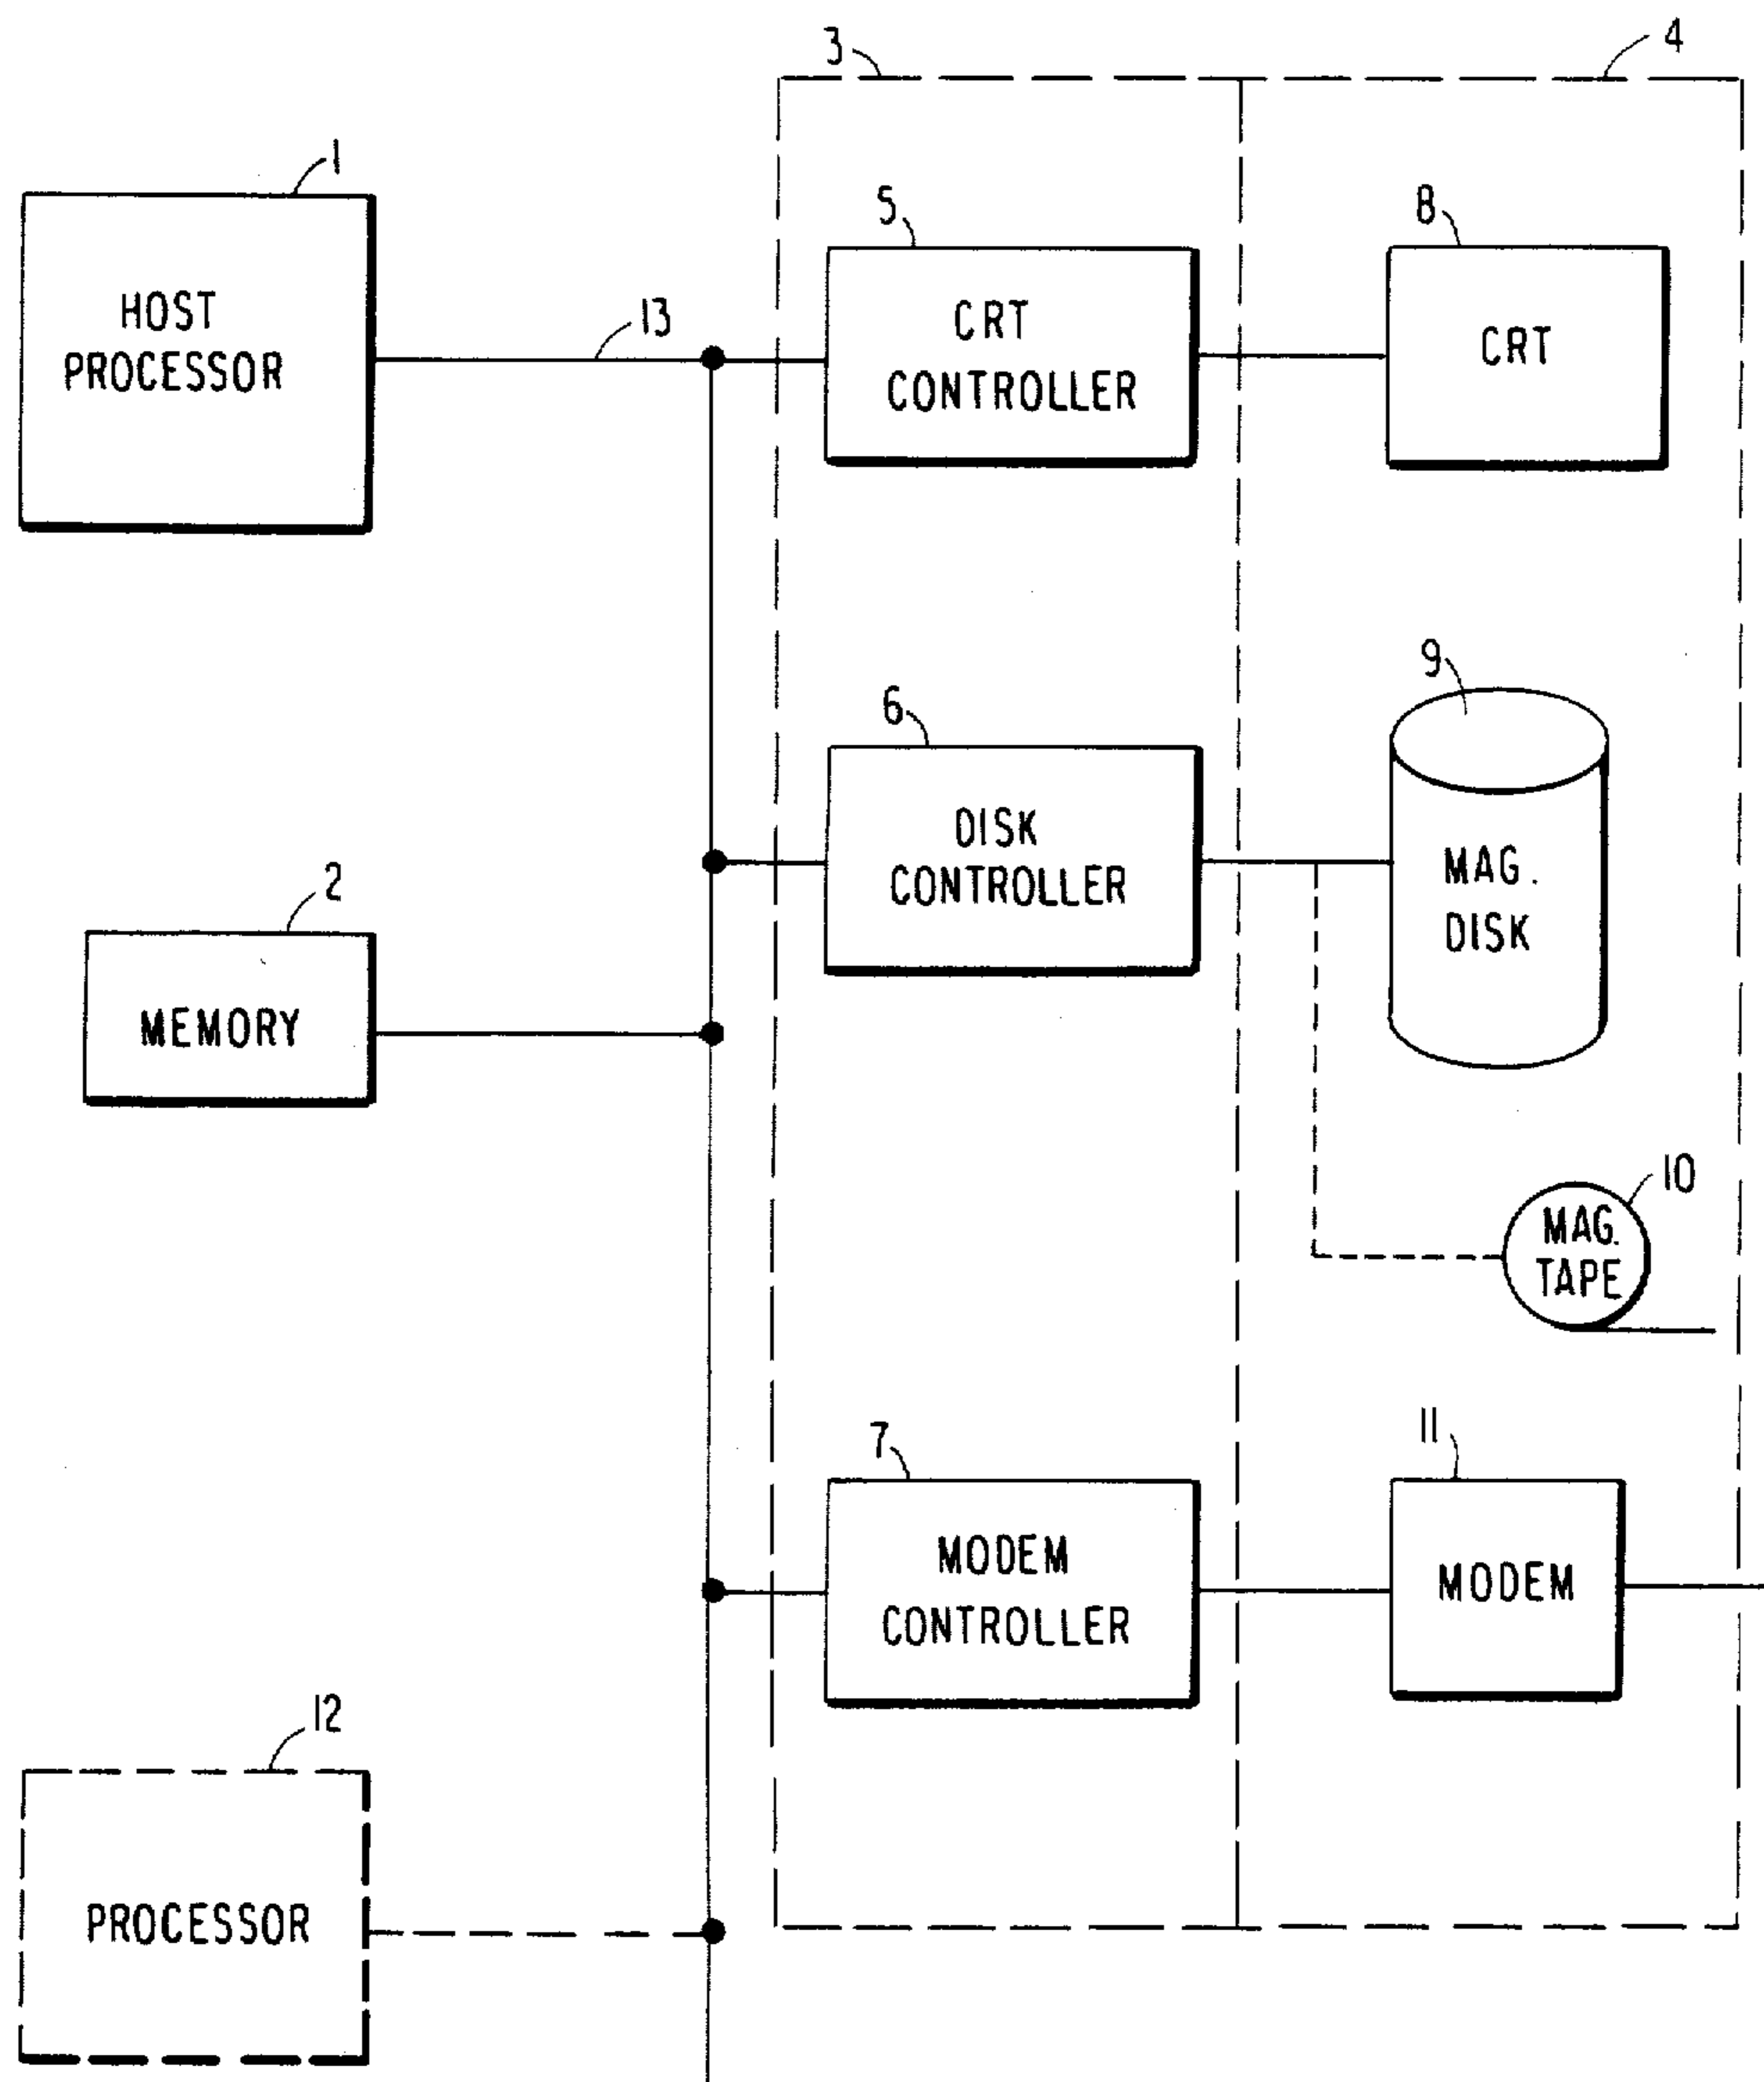 3
4
1
HOST
PROCESSOR
13
5
CRT
CONTROLLER
8
CRT
6
DISK
CONTROLLER
9
MAG.
DISK
2
MEMORY
10
MAG.
TAPE
7
MODEM
CONTROLLER
11
MODEM
12
PROCESSOR